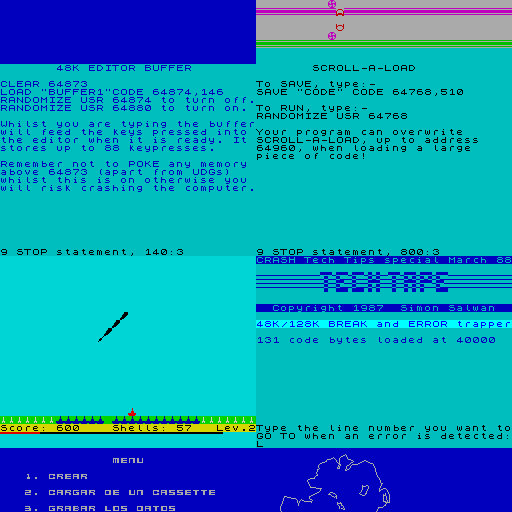 48K EDITOR BUFFER
CLEAR 64873
LOAD "BUFFER1"CODE 64874,146
RANDOMIZE USR 64874 to turn off.
RANDOMIZE USR 64880 to turn on.
Whilst you are typing the buffer
will feed the keys pressed into
the editor when it is ready. It
stores up to 88 keypresses.
Remember not to POKE any memory
above 64873 (apart from UDGs)
whilst this is on otherwise you
will risk crashing the computer.
9 STOP statement, 140:3
SCROLL-A-LOAD
To SAVE, type:-
SAVE "CODE" CODE 64768,510
To RUN, type:-
RANDOMIZE USR 64768
Your program can overwrite
SCROLL-A-LOAD, up to address
64960, when loading a large
piece of code!
9 STOP statement, 800:3
Score: 600 Shells: 57 Lev.2
CRASH Tech Tips special March 88
TECH TAPE
Copyright 1987 Simon Salwan
48K/128K BREAK and ERROR trapper
131 code bytes loaded at 40000
Type the line number you want to
GO TO when an error is detected:
L
MENU
1. CREAR
2. CARGAR DE UN CASSETTE
3. GRABAR LOS DATOS